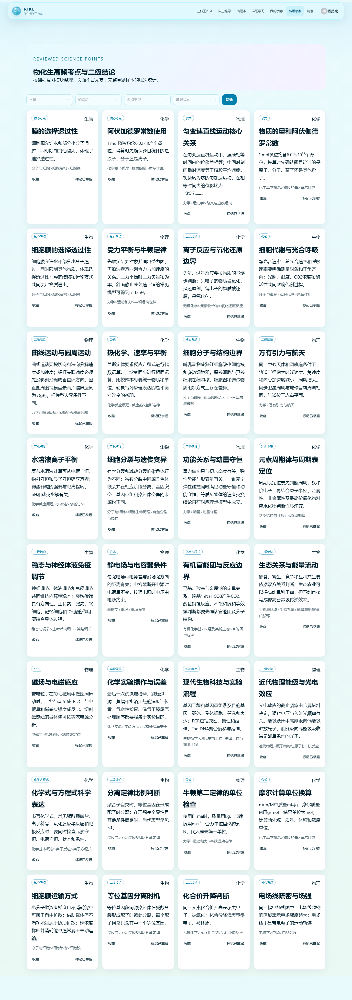 RIKE
学生科学工作台
三科工作台 自主练习 错题本 专题学习 我的试卷 高频考点 消息 杨 杨润斌
REVIEWED SCIENCE POINTS
物化生高频考点与二级结论
按课程复习模块整理；页面不冒充基于完整真题样本的频次统计。
学科 知识点 考点类型 掌握状态 筛选
核心考点 生物
膜的选择透过性
细胞膜允许水和部分小分子通
过，同时限制其他物质，体现了
选择透过性。
分子与细胞>细胞结构>细胞膜
收藏 标记已掌握
核心考点 化学
阿伏加德罗常数使用
1 mol微粒约含6.02×10²³个微
粒，换算时先确认题目统计的是
原子、分子还是离子。
化学基本概念>物质的量>摩尔计算
收藏 标记已掌握
公式 物理
匀变速直线运动核心
关系
在匀变速直线运动中，连续相等
时间内的位移差相等；中间时刻
的瞬时速度等于该段平均速度。
初速度为零的匀加速运动，在相
等时间内的位移比为
1:3:5:7……。
力学>运动学>匀变速直线运动
收藏 标记已掌握
公式 化学
物质的量和阿伏伽德
罗常数
1 mol微粒约含6.02×10²³个微
粒，换算时先确认题目统计的是
原子、分子、离子还是其他粒
子。
化学基本概念>物质的量>摩尔计算
收藏 标记已掌握
核心考点 生物
细胞膜的选择透过性
细胞膜允许水和部分小分子通
过，同时限制其他物质，体现选
择透过性；膜的结构和运输方式
共同决定物质进出。
分子与细胞>细胞结构>细胞膜
收藏 标记已掌握
核心考点 物理
受力平衡与牛顿定律
先确定研究对象并画出受力图，
再沿选定方向列合力与加速度的
关系。三力平衡时三力矢量和为
零；斜面静止或匀速下滑的常见
模型可得到μ=tanθ。
力学>运动和力>牛顿运动定律
收藏 标记已掌握
二级结论 化学
离子反应与氧化还原
边界
少量、过量反应要按物质的量逐
步判断；失电子的物质被氧化，
是还原剂，得电子的物质被还
原，是氧化剂。
无机化学>元素化合物>氧化还原反应
收藏 标记已掌握
公式 生物
细胞代谢与光合呼吸
净光合速率、总光合速率和呼吸
速率要明确测量对象和正负方
向；光照、温度、CO2浓度和酶
活性共同影响代谢过程。
分子与细胞>细胞代谢>光合作用
收藏 标记已掌握
二级结论 物理
曲线运动与圆周运动
曲线运动要按切向和法向分解速
度或加速度；绳杆关联速度必须
先投影到沿绳或垂直绳方向。竖
直圆周的绳模型最高点临界速度
为√(gR)，杆模型边界条件不
同。
力学>曲线运动>运动的合成与分解
收藏 标记已掌握
公式 化学
热化学、速率与平衡
盖斯定律要求反应方程式进行代
数运算时，焓变同步进行相同运
算；比较速率时要统一物质和单
位。勒夏特列原理表达的是平衡
对改变的减弱。
化学反应原理>反应热>盖斯定律
收藏 标记已掌握
核心考点 生物
细胞分子与结构边界
哺乳动物成熟红细胞缺少细胞核
和多数细胞器，原核细胞与真核
细胞在细胞核、细胞器和遗传物
质组织方式上存在差异。
分子与细胞>组成细胞的分子>蛋白质
与核酸
收藏 标记已掌握
二级结论 物理
万有引力与航天
同一中心天体和圆轨道条件下，
轨道半径增大时线速度、角速度
和向心加速度减小，周期增大。
同步卫星周期与地球自转周期相
同，轨道位于赤道平面。
力学>万有引力与航天
收藏 标记已掌握
二级结论 化学
水溶液离子平衡
复杂水溶液计算可从电荷守恒、
物料守恒和质子守恒建立方程；
弱酸弱碱的强弱与电离程度、
pH和盐类水解有关。
化学反应原理>水溶液>酸碱与pH
收藏 标记已掌握
二级结论 生物
细胞分裂与遗传变异
有丝分裂和减数分裂的染色体行
为不同；减数分裂中同源染色体
联会并在相应阶段分离，基因突
变、基因重组和染色体变异的来
源也不同。
分子与细胞>细胞生命历程>有丝分裂
与凋亡
收藏 标记已掌握
二级结论 物理
功能关系与动量守恒
重力做功只与初末高度有关；弹
性势能与形变量有关。一维完全
弹性碰撞同时满足动量守恒和动
能守恒，等质量物体的速度交换
结论只在对应理想模型中成立。
力学>动量>动量守恒
收藏 标记已掌握
知识表格 化学
元素周期律与周期表
定位
周期表定位要先判断周期、族和
价电子，再结合原子半径、金属
性、非金属性及最高价氧化物对
应水化物判断性质递变。
物质结构与性质>元素周期律
收藏 标记已掌握
二级结论 生物
稳态与神经体液免疫
调节
神经调节、体液调节和免疫调节
共同维持内环境稳态；突触传递
具有方向性，生长素、激素、浆
细胞、记忆细胞和T细胞的作用
要结合具体过程。
稳态与调节>生命活动调节>神经调节
收藏 标记已掌握
公式 物理
静电场与电容器条件
匀强电场中电势差与沿场强方向
的距离有关；电容器断开电源时
电荷量不变，接通电源时电压由
电源约束。
电磁学>电场>电场强度
收藏 标记已掌握
化学方程式 化学
有机官能团与反应边
界
羟基、羧基与金属钠的定量关
系、羧基与NaHCO3产生CO2、
醛基银镜反应、不饱和度和等效
氢判断都要先确认官能团及分子
结构。
有机化学基础>烃及其衍生物>官能团
与反应
收藏 标记已掌握
二级结论 生物
生态关系与能量流动
捕食、寄生、竞争和互利共生要
依据双方关系判断；生态农业可
以提高能量利用率，但不能直接
写成提高营养级传递效率。
生物与环境>生态系统>能量流动与物
质循环
收藏 标记已掌握
公式 物理
磁场与电磁感应
带电粒子在匀强磁场中做圆周运
动时，半径与动量成正比、与电
荷量和磁感应强度成反比。切割
磁感线的导体棒可按等效电源分
析。
电磁学>电磁感应>法拉第定律
收藏 标记已掌握
实验器具 化学
化学实验操作与误差
最后一次洗涤液检验、减压过
滤、蒸馏和水浴加热的温度计位
置、气密性检查、洗气干燥尾气
处理顺序都要服务于实验目的。
化学实验>实验方法>分离检验与安全
收藏 标记已掌握
核心考点 生物
现代生物科技与实验
流程
基因工程和基因重组涉及目的基
因、载体、受体细胞、筛选和表
达；PCR包括变性、复性和延
伸，Taq DNA聚合酶参与延伸。
生物技术>现代生物工程>基因工程与
细胞工程
收藏 标记已掌握
二级结论 物理
近代物理能级与光电
效应
光电效应的截止频率由金属材料
决定，遏止电压与入射光频率有
关。能级跃迁中高能级向低能级
释放光子，低能级向高能级吸收
满足能量条件的光子。
近代物理>原子结构与原子核>核反应
收藏 标记已掌握
化学方程式 化学
化学式与方程式科学
表达
书写化学式、常见强酸强碱盐、
离子符号、氧化还原半反应和电
极反应时，要同时检查元素守
恒、电荷守恒、状态和条件。
化学基本概念>离子反应>离子方程式
收藏 标记已掌握
二级结论 生物
分离定律比例判断
杂合子自交时，等位基因在形成
配子时分离；在理想完全显性且
其他条件满足时，后代表型常见
3:1。
遗传与进化>遗传规律>分离定律
收藏 标记已掌握
公式 物理
牛顿第二定律的单位
检查
使用F=ma时，质量用kg、加速
度用m/s²，合力单位自然得到
N；代入前先统一单位。
力学>运动和力>牛顿运动定律
收藏 标记已掌握
公式 化学
摩尔计算单位换算
n=m/M中质量m用g、摩尔质量
M用g/mol，结果单位为mol；
计算前先统一质量、体积和浓度
单位。
化学基本概念>物质的量>摩尔计算
收藏 标记已掌握
核心考点 生物
细胞膜运输方式
小分子顺浓度梯度且不消耗能量
可属于自由扩散；借助载体但不
消耗能量属于协助扩散；逆浓度
梯度并消耗能量通常属于主动运
输。
分子与细胞>细胞结构>细胞膜
收藏 标记已掌握
二级结论 生物
等位基因分离时机
等位基因随同源染色体在减数分
裂形成配子时彼此分离，每个配
子通常只含其中一个等位基因。
遗传与进化>遗传规律>分离定律
收藏 标记已掌握
二级结论 化学
化合价升降判断
同一元素化合价升高表示失电
子、被氧化；化合价降低表示得
电子、被还原。
无机化学>元素化合物>氧化还原反应
收藏 标记已掌握
核心考点 物理
电场线疏密与场强
同一幅电场线图中，电场线越密
的区域表示电场强度越大；电场
线不是带电粒子的运动轨迹。
电磁学>电场>电场强度
收藏 标记已掌握